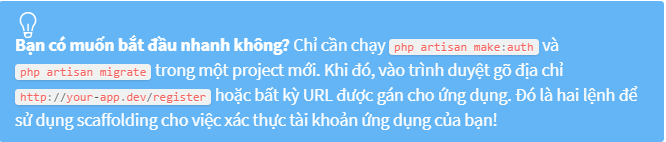 Bạn có muốn bắt đầu nhanh không? Chỉ cần chạy php artisan make:auth và
php artisan migrate trong một project mới. Khi đó, vào trình duyệt gõ địa chỉ
http://your-app.dev/register hoặc bất kỳ URL được gán cho ứng dụng. Đó là hai lệnh để
sử dụng scaffolding cho việc xác thực tài khoản ứng dụng của bạn!